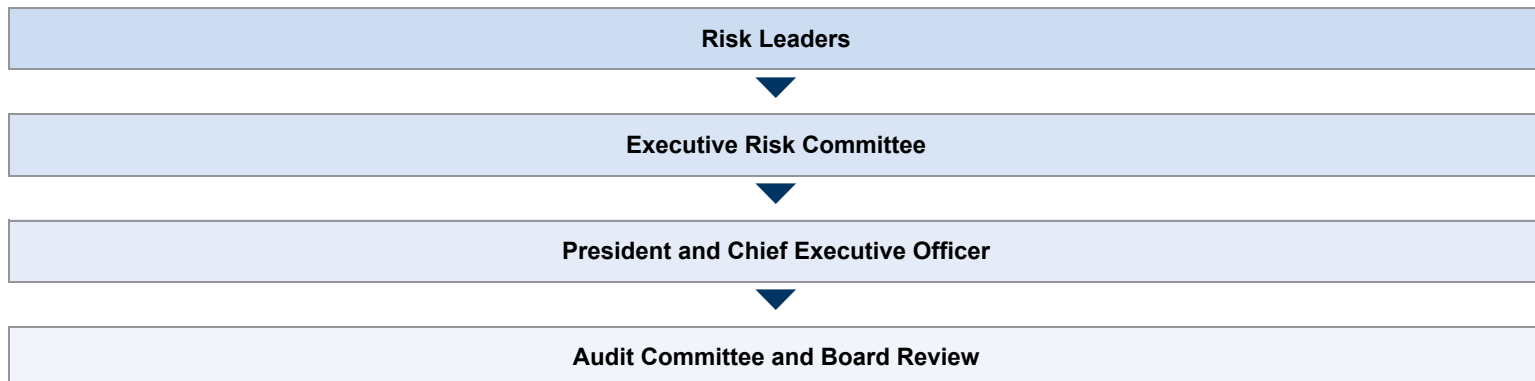 Risk Leaders
Executive Risk Committee
President and Chief Executive Officer
Audit Committee and Board Review